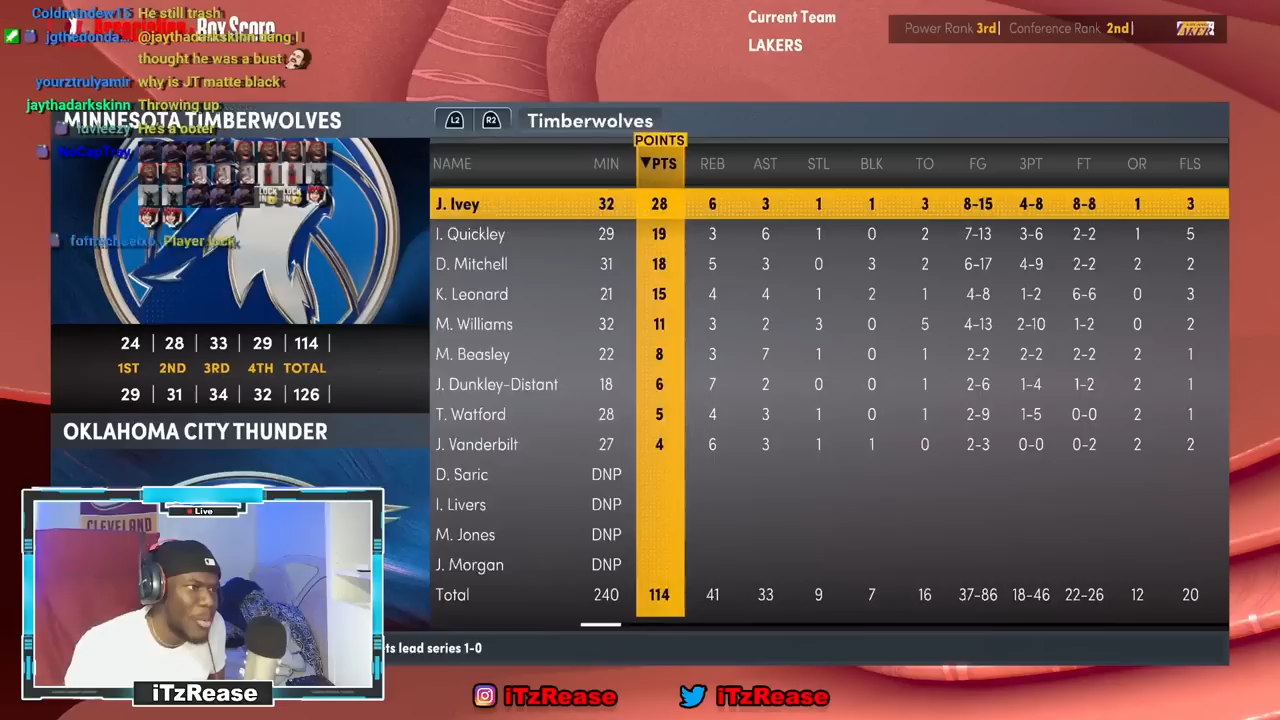 Coldmindew15 He still trash
Association Box Score
jgthedonda... @jaythadarkskinn dang I
thought he was a bust
yourztrulyamir why is JT matte black
jaythadarkskinn Throwing up
He's a ooter
NoCapTray
Player lock
Current Team
LAKERS
Power Rank 3rd| Conference Rank 2nd|
MINNESOTA TIMBERWOLVES
24 | 28 | 33 | 29 | 114 |
1ST 2ND 3RD 4TH TOTAL
29 | 31 | 34 | 32 | 126 |
OKLAHOMA CITY THUNDER
L2 R2 Timberwolves
POINTS
NAME MIN ▼PTS REB AST STL BLK TO FG 3PT FT OR FLS
J. Ivey 32 28 6 3 1 1 3 8-15 4-8 8-8 1 3
I. Quickley 29 19 3 6 1 0 2 7-13 3-6 2-2 1 5
D. Mitchell 31 18 5 3 0 3 2 6-17 4-9 2-2 2 2
K. Leonard 21 15 4 4 1 2 1 4-8 1-2 6-6 0 3
M. Williams 32 11 3 2 3 0 5 4-13 2-10 1-2 0 2
M. Beasley 22 8 3 7 1 0 1 2-2 2-2 2-2 2 1
J. Dunkley-Distant 18 6 7 2 0 0 1 2-6 1-4 1-2 2 1
T. Watford 28 5 4 3 1 0 1 2-9 1-5 0-0 2 1
J. Vanderbilt 27 4 6 3 1 1 0 2-3 0-0 0-2 2 2
D. Saric DNP
I. Livers DNP
M. Jones DNP
J. Morgan DNP
Total 240 114 41 33 9 7 16 37-86 18-46 22-26 12 20
ts lead series 1-0
Live
CLEVELAND
iTzRease
iTzRease
iTzRease